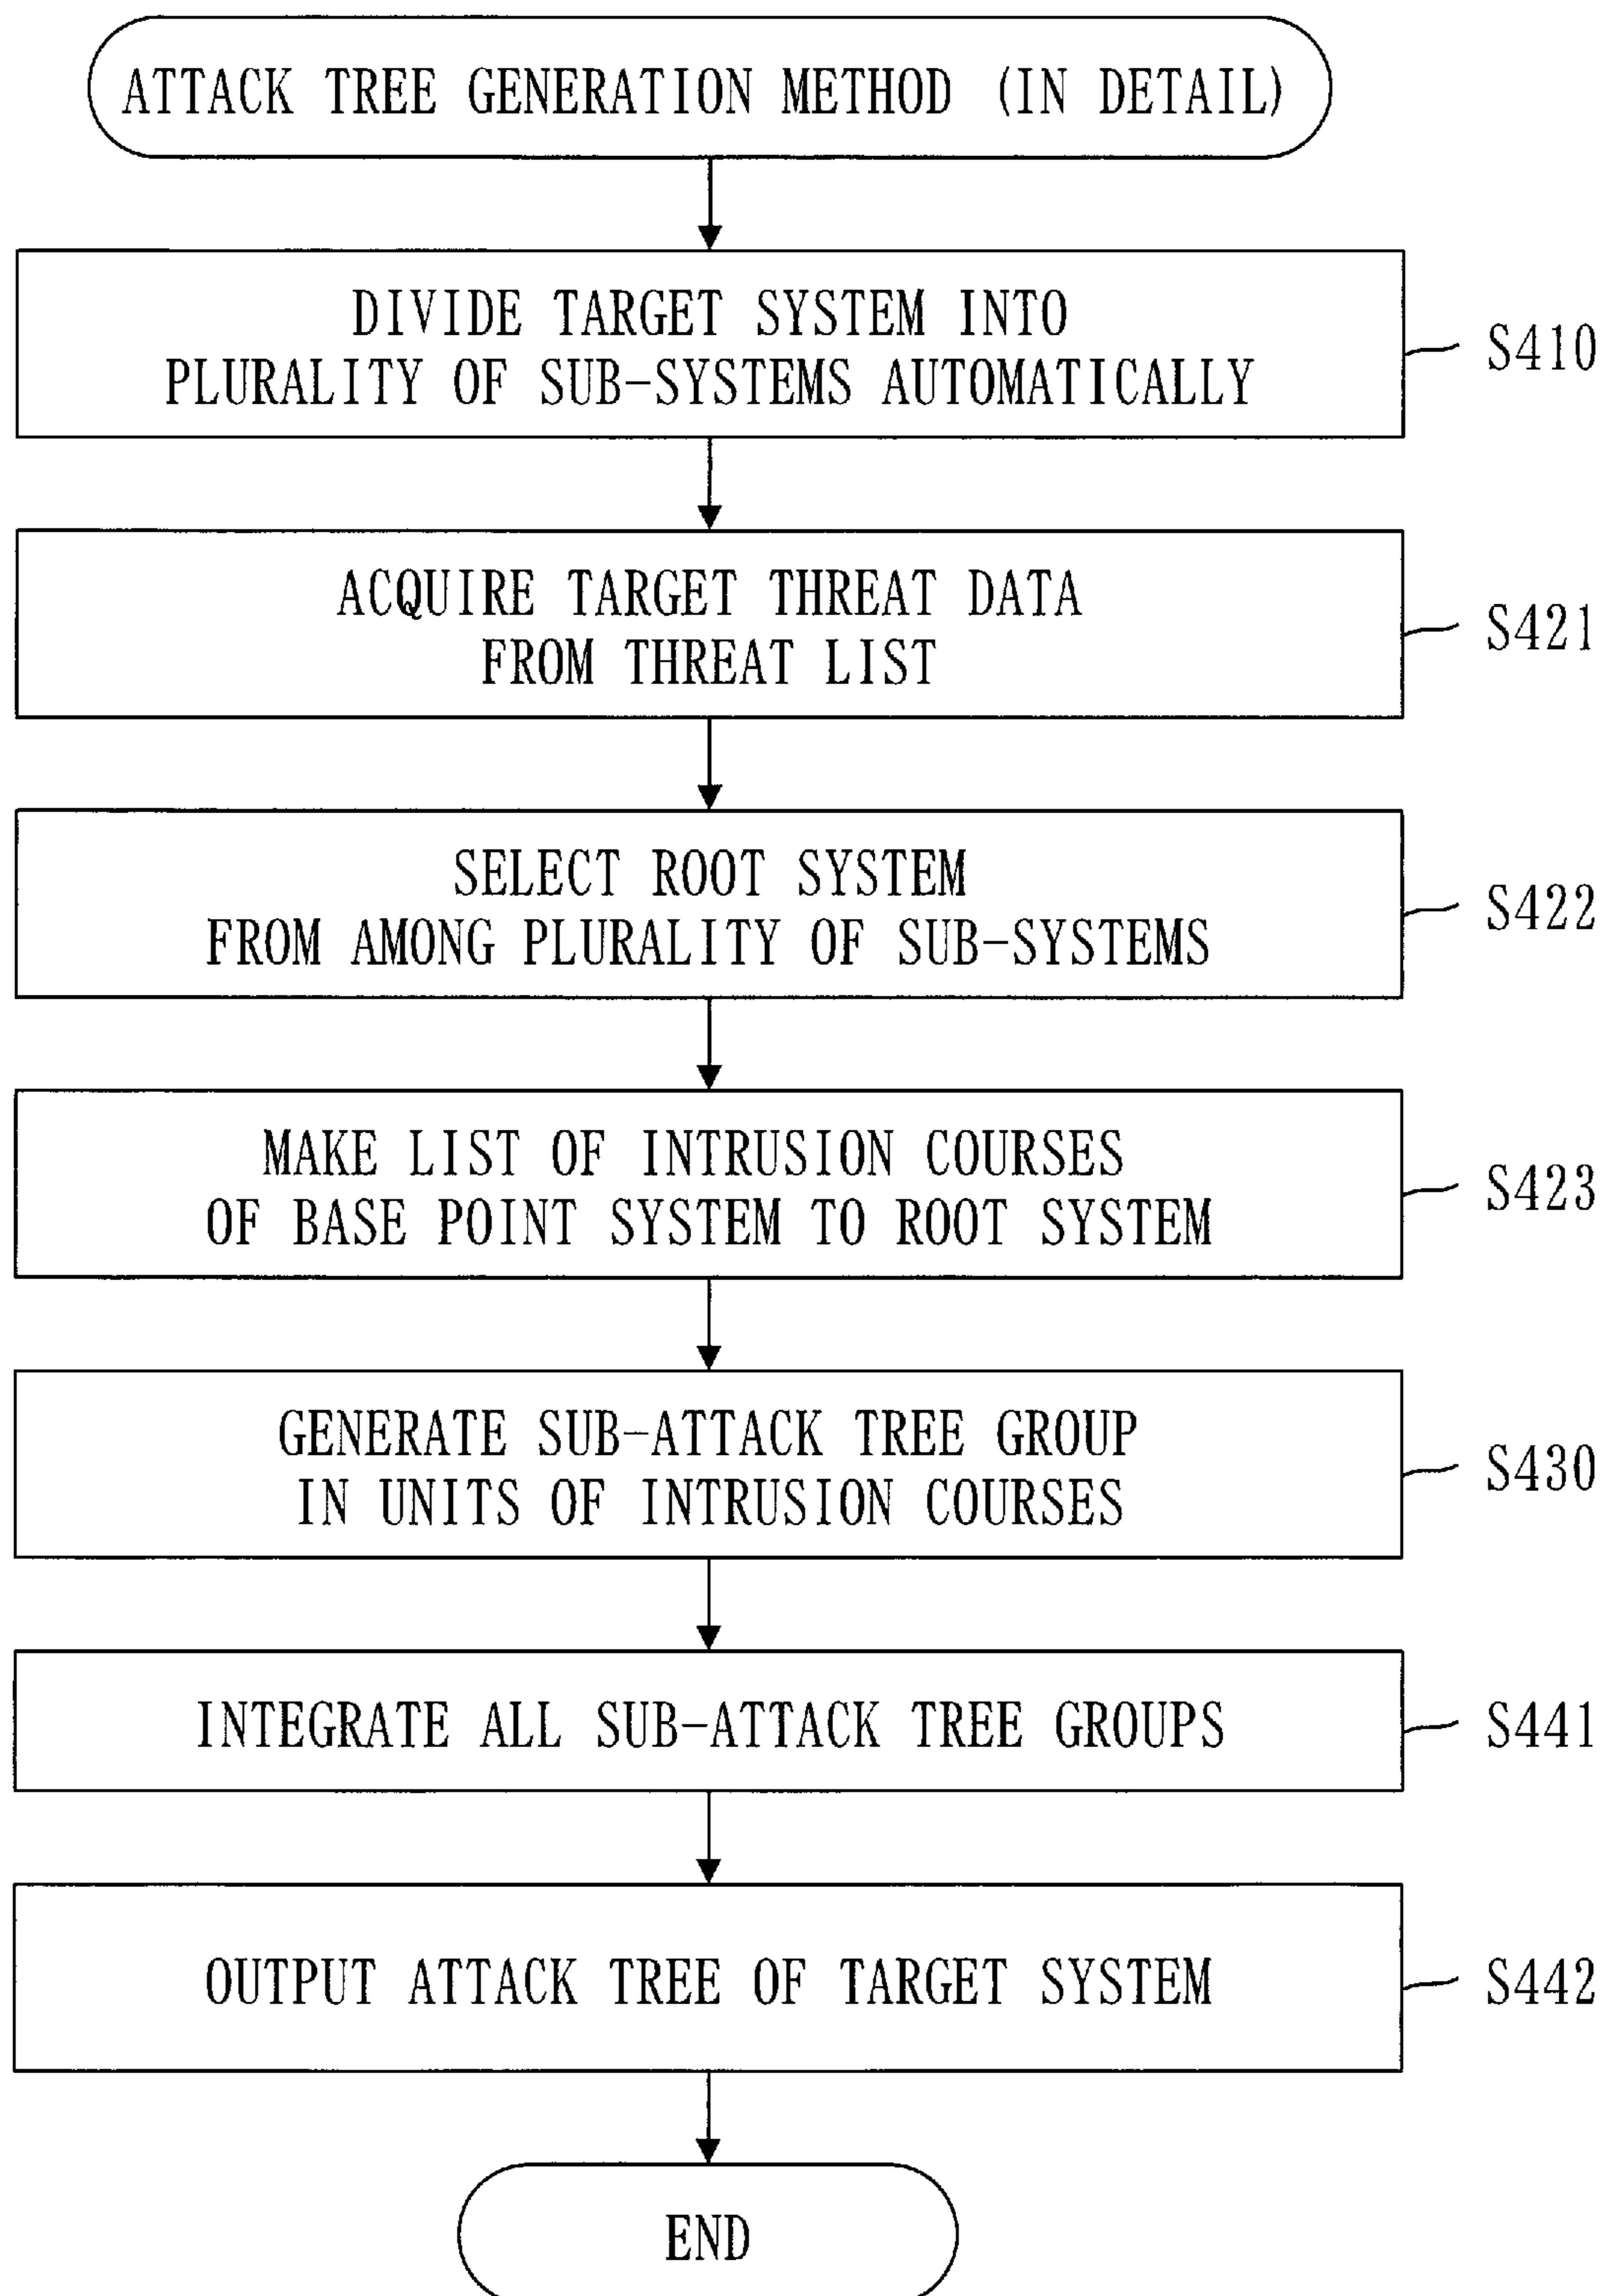 ATTACK TREE GENERATION METHOD (IN DETAIL)
DIVIDE TARGET SYSTEM INTO
PLURALITY OF SUB-SYSTEMS AUTOMATICALLY
S410
ACQUIRE TARGET THREAT DATA
FROM THREAT LIST
S421
SELECT ROOT SYSTEM
FROM AMONG PLURALITY OF SUB-SYSTEMS
S422
MAKE LIST OF INTRUSION COURSES
OF BASE POINT SYSTEM TO ROOT SYSTEM
S423
GENERATE SUB-ATTACK TREE GROUP
IN UNITS OF INTRUSION COURSES
S430
INTEGRATE ALL SUB-ATTACK TREE GROUPS
S441
OUTPUT ATTACK TREE OF TARGET SYSTEM
S442
END